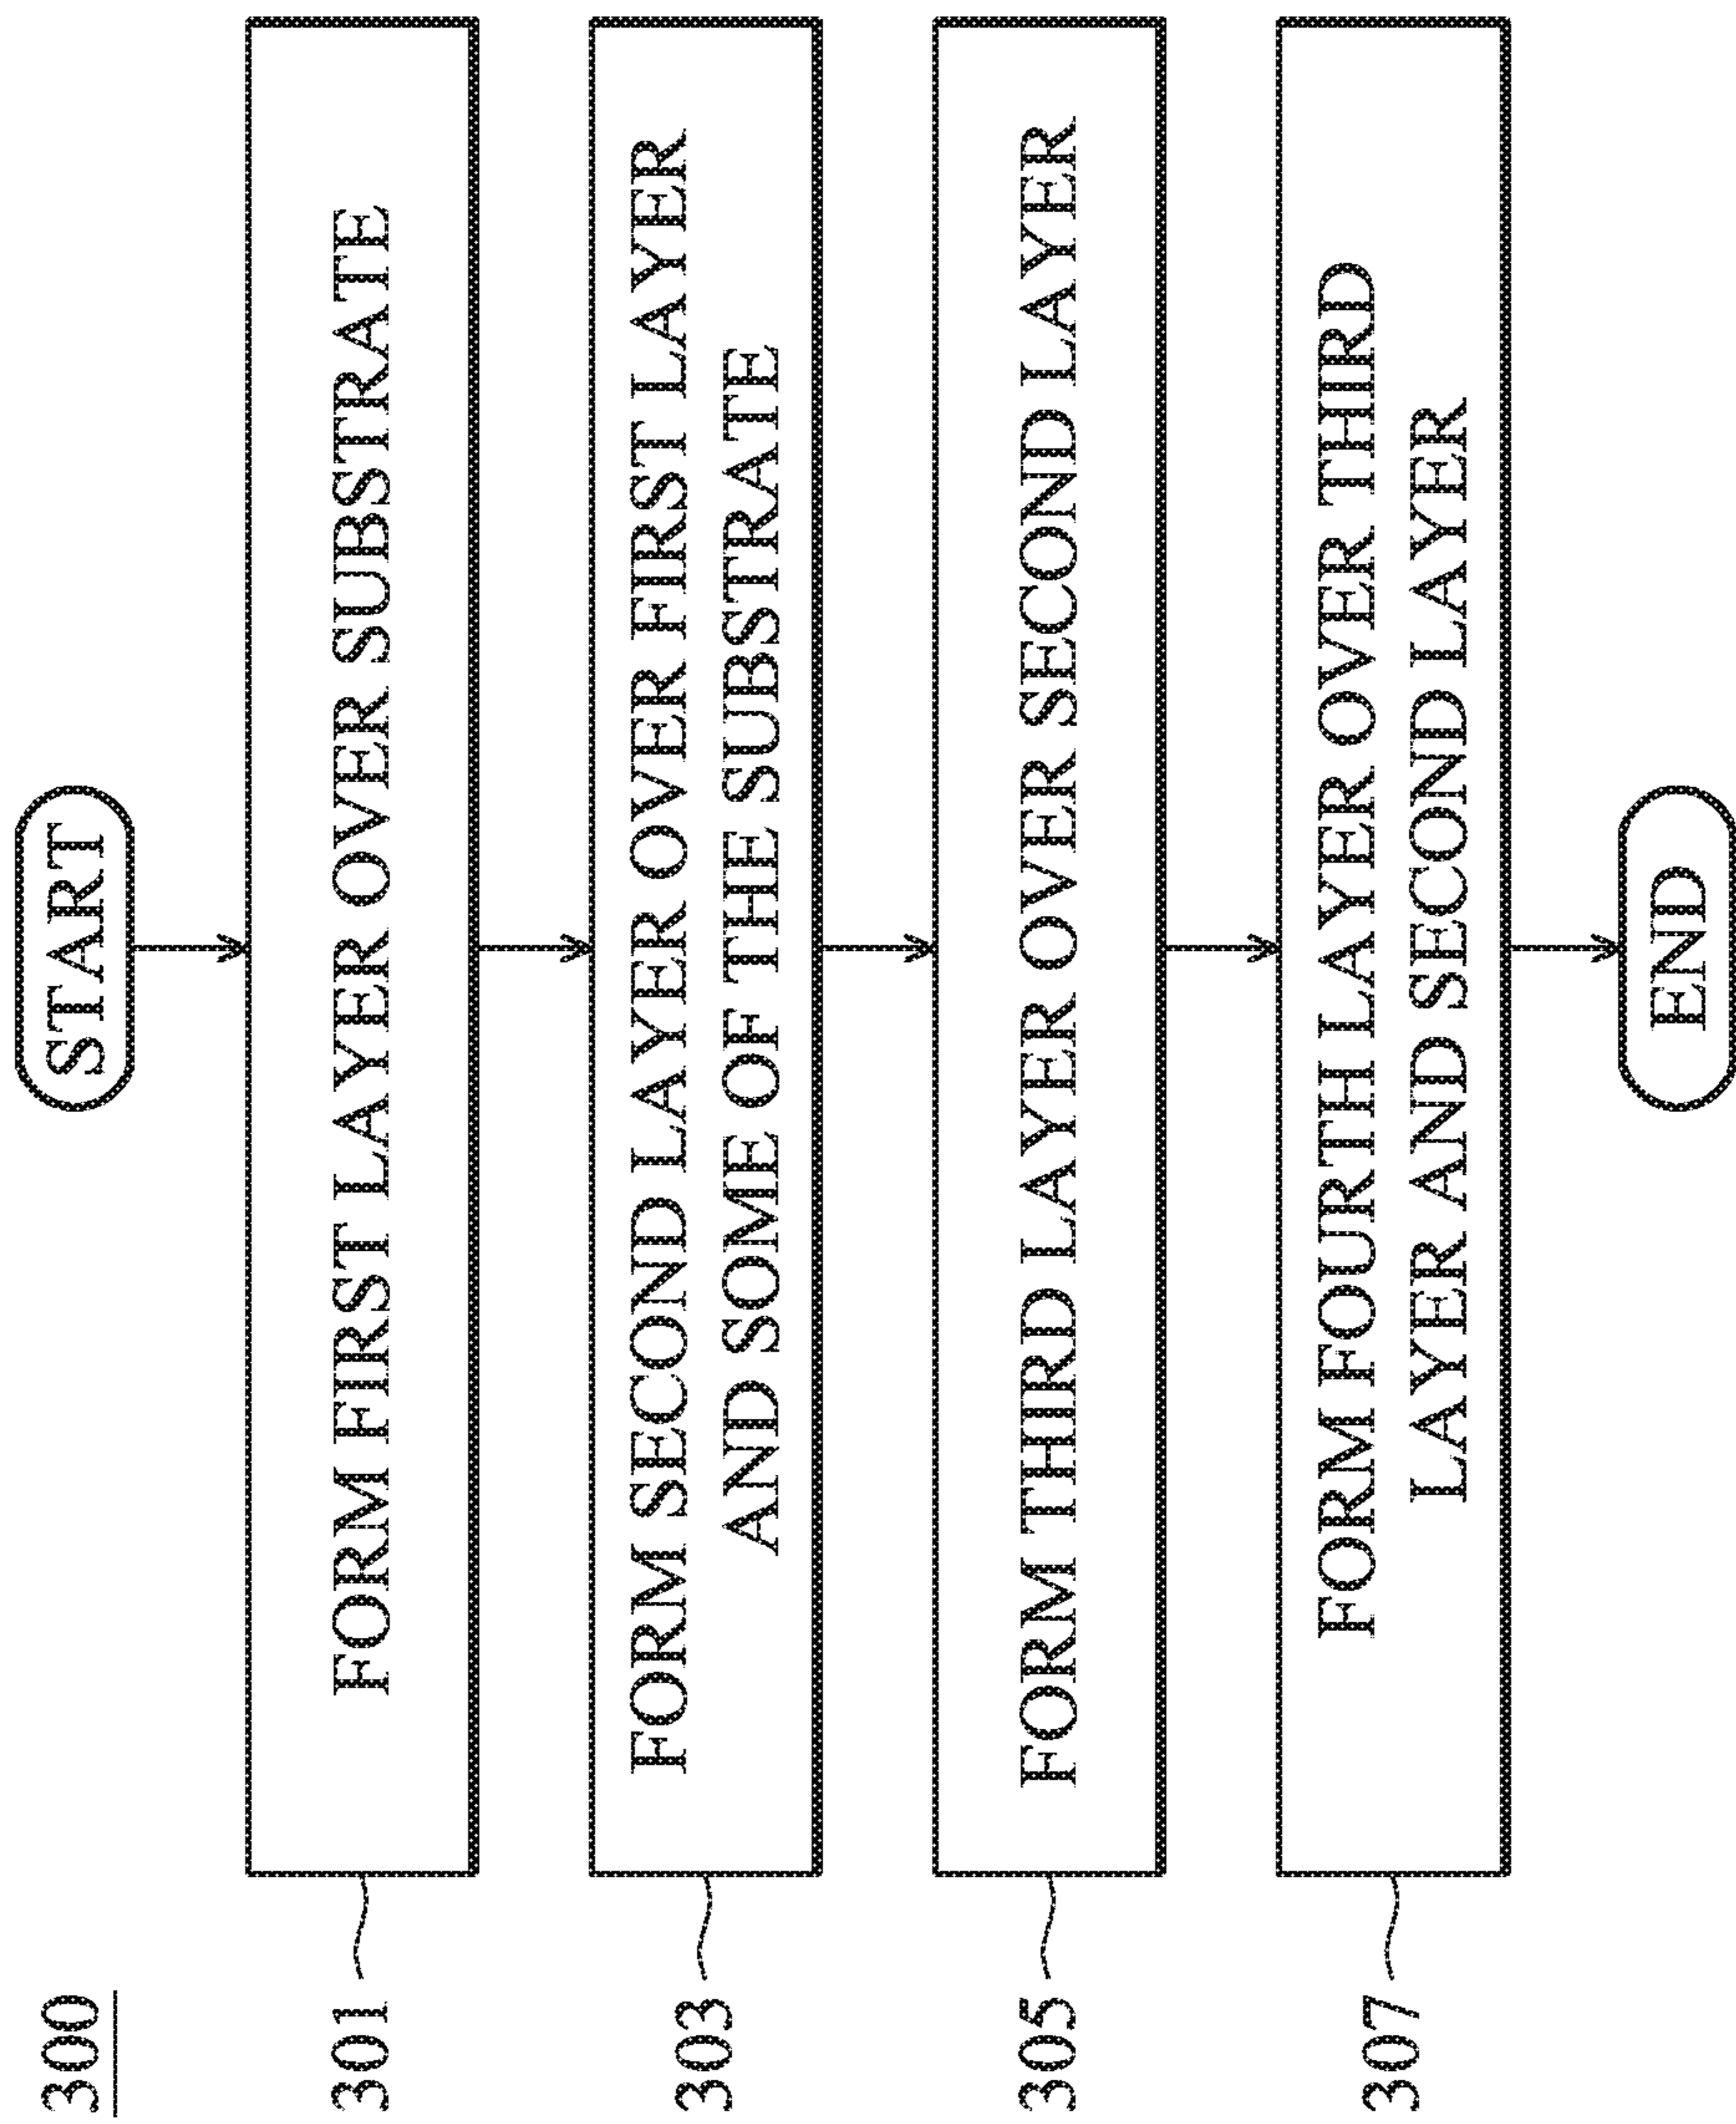 300
START
301
FORM FIRST LAYER OVER SUBSTRATE
303
FORM SECOND LAYER OVER FIRST LAYER
AND SOME OF THE SUBSTRATE
305
FORM THIRD LAYER OVER SECOND LAYER
307
FORM FOURTH LAYER OVER THIRD
LAYER AND SECOND LAYER
END